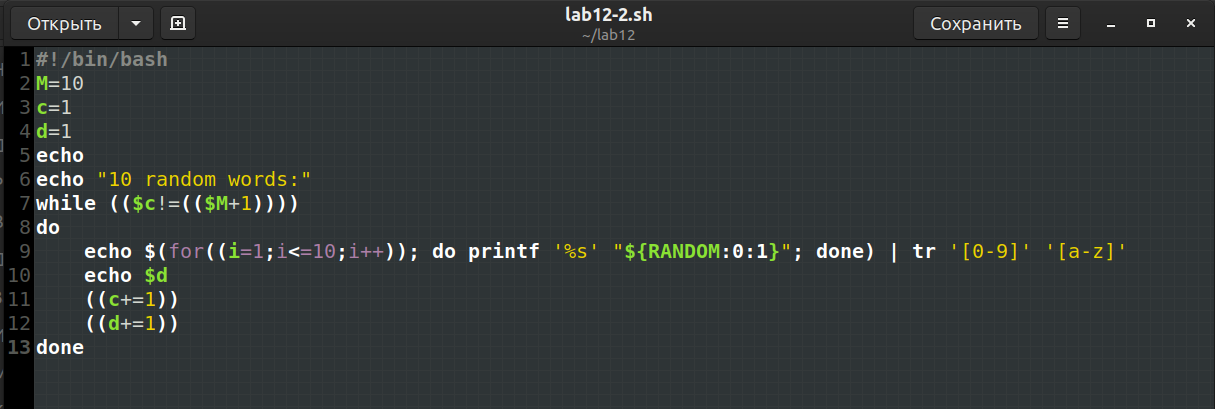 Открыть
lab12-2.sh
~/lab12
Сохранить
1 #!/bin/bash
2 M=10
3 c=1
4 d=1
5 echo
6 echo "10 random words:"
7 while (($c!=(($M+1))))
8 do
9     echo $(for((i=1;i<=10;i++)); do printf '%s' "${RANDOM:0:1}"; done) | tr '[0-9]' '[a-z]'
10     echo $d
11     ((c+=1))
12     ((d+=1))
13 done